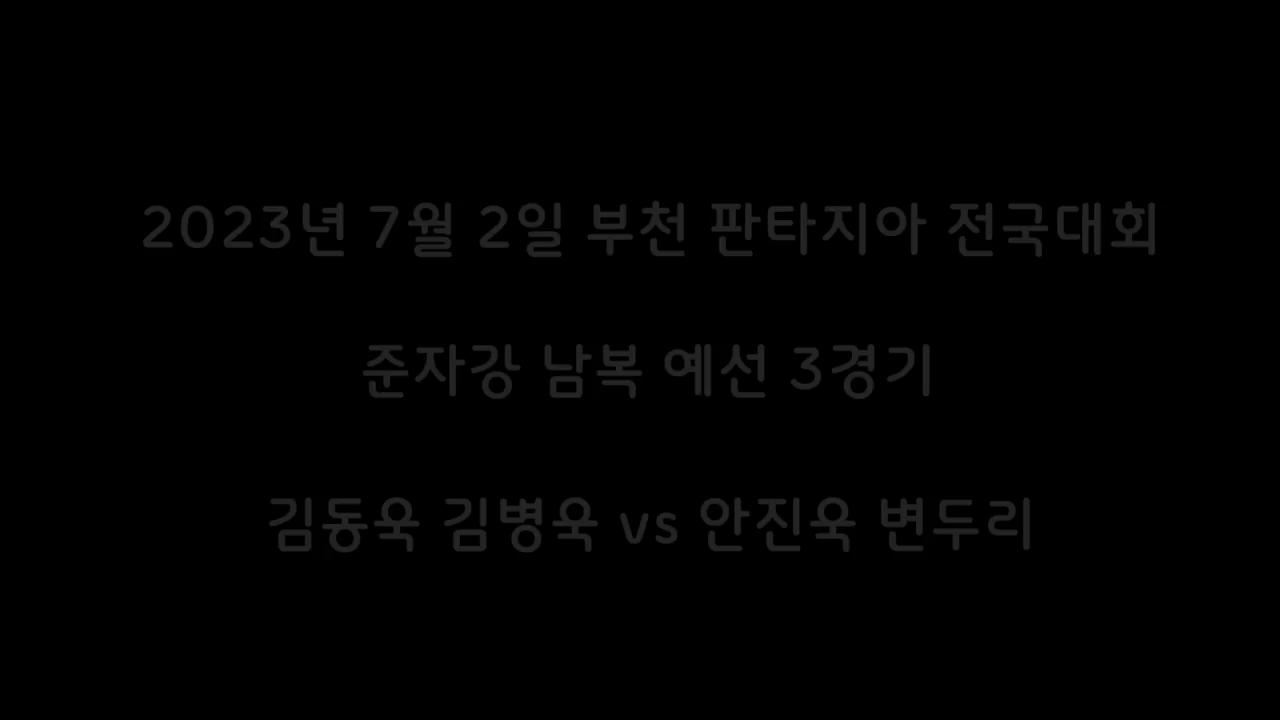 2023년 7월 2일 부천 판타지아 전국대회
준자강 남복 예선 3경기
김동욱 김병욱 vs 안진욱 변두리